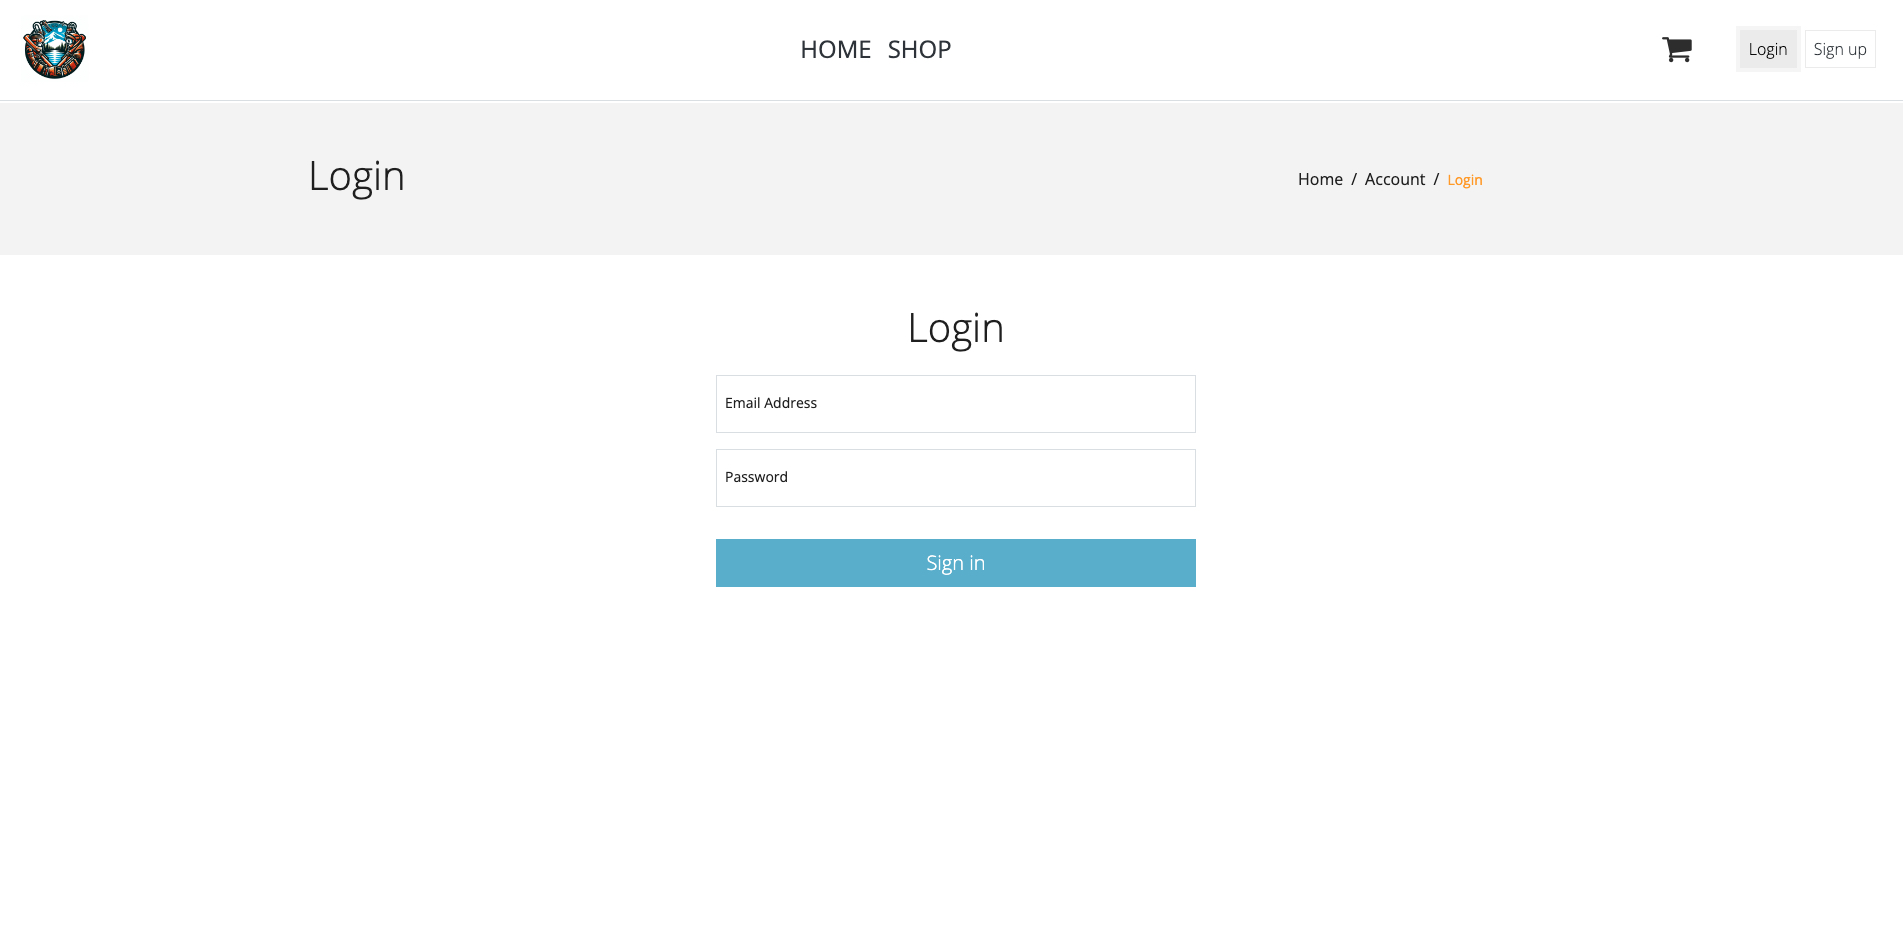 HOME SHOP
Login Sign up
Login
Home / Account / Login
Login
Email Address
Password
Sign in